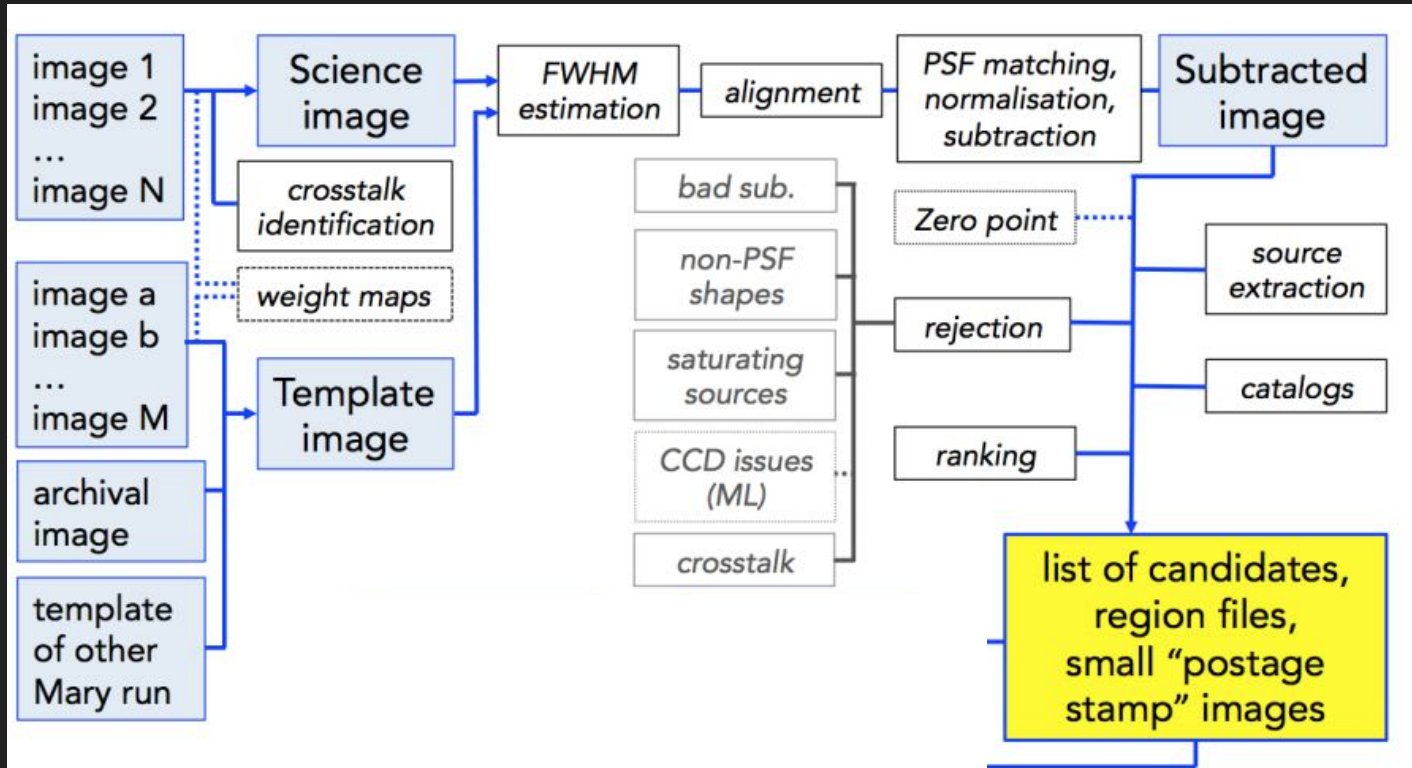 image 1
image 2
...
image N
Science
image
crosstalk
identification
weight maps
image a
image b
...
image M
Template
image
archival
image
template
of other
Mary run
FWHM
estimation
alignment
PSF matching,
normalisation,
subtraction
Subtracted
image
bad sub.
non-PSF
shapes
saturating
sources
CCD issues
(ML)
crosstalk
Zero point
rejection
ranking
source
extraction
catalogs
list of candidates,
region files,
small “postage
stamp” images